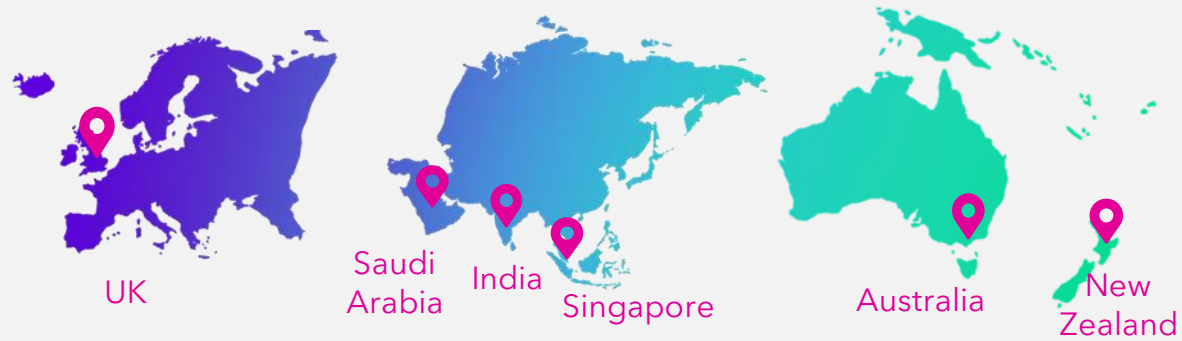 UK
Saudi
Arabia
India
Singapore
Australia
New
Zealand